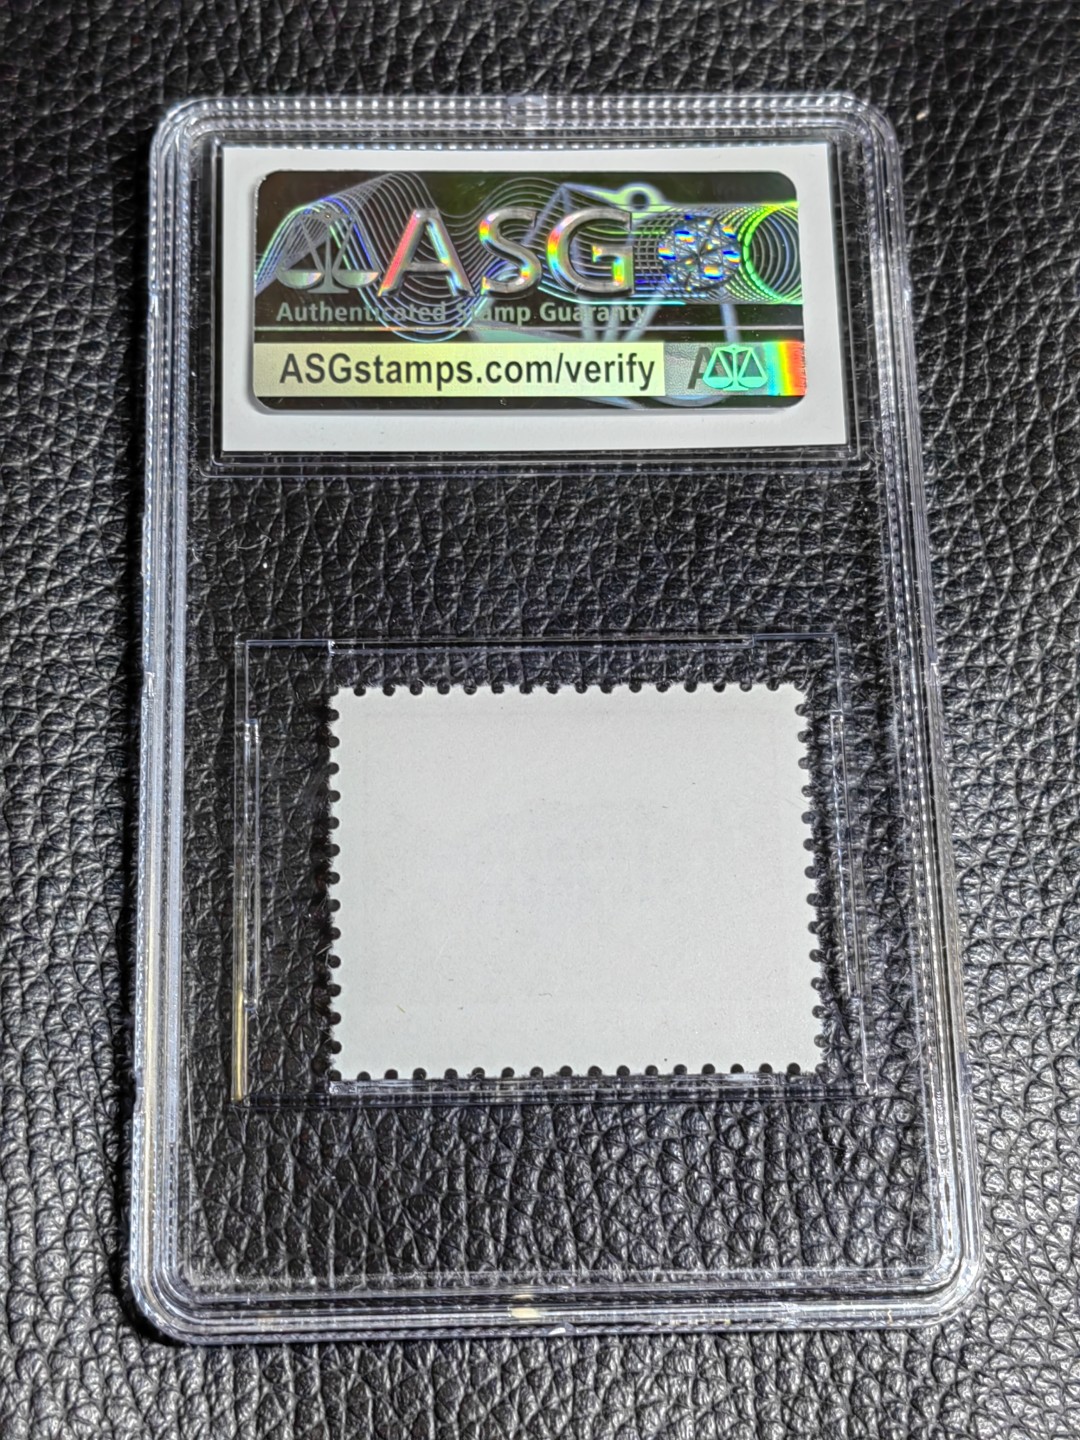 ASG
Authenticated Stamp Guaranty
ASGstamps.com/verify